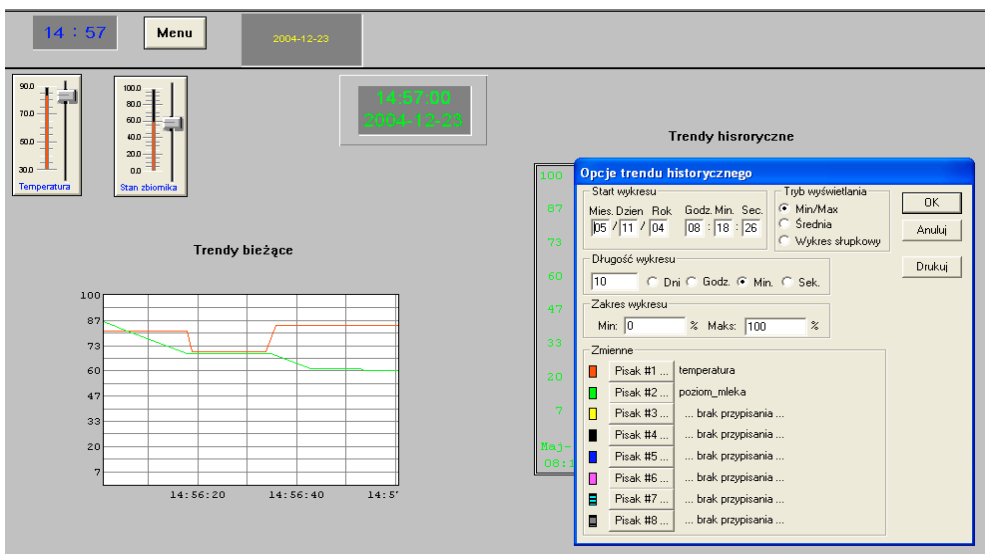 14 : 57
Menu
2004-12-23
90.0
70.0
50.0
30.0
Temperatura
100.0
80.0
60.0
40.0
20.0
0.0
Stan zbiornika
14:57:00
2004-12-23
Trendy bieżące
100
87
73
60
47
33
20
7
14:56:20 14:56:40 14:5
Trendy hisroryczne
100
87
73
60
47
33
20
7
Maj-
08:1
Opcje trendu historycznego
Start wykresu
Mies. Dzien Rok Godz. Min. Sec.
05 / 11 / 04 08 : 18 : 26
Tryb wyświetlania
Min/Max
Średnia
Wykres słupkowy
OK
Anuluj
Drukuj
Długość wykresu
10 Dni Godz. Min. Sek.
Zakres wykresu
Min: 0 % Maks: 100 %
Zmienne
Pisak #1 ... temperatura
Pisak #2 ... poziom_mleka
Pisak #3 ... ... brak przypisania ...
Pisak #4 ... ... brak przypisania ...
Pisak #5 ... ... brak przypisania ...
Pisak #6 ... ... brak przypisania ...
Pisak #7 ... ... brak przypisania ...
Pisak #8 ... ... brak przypisania ...